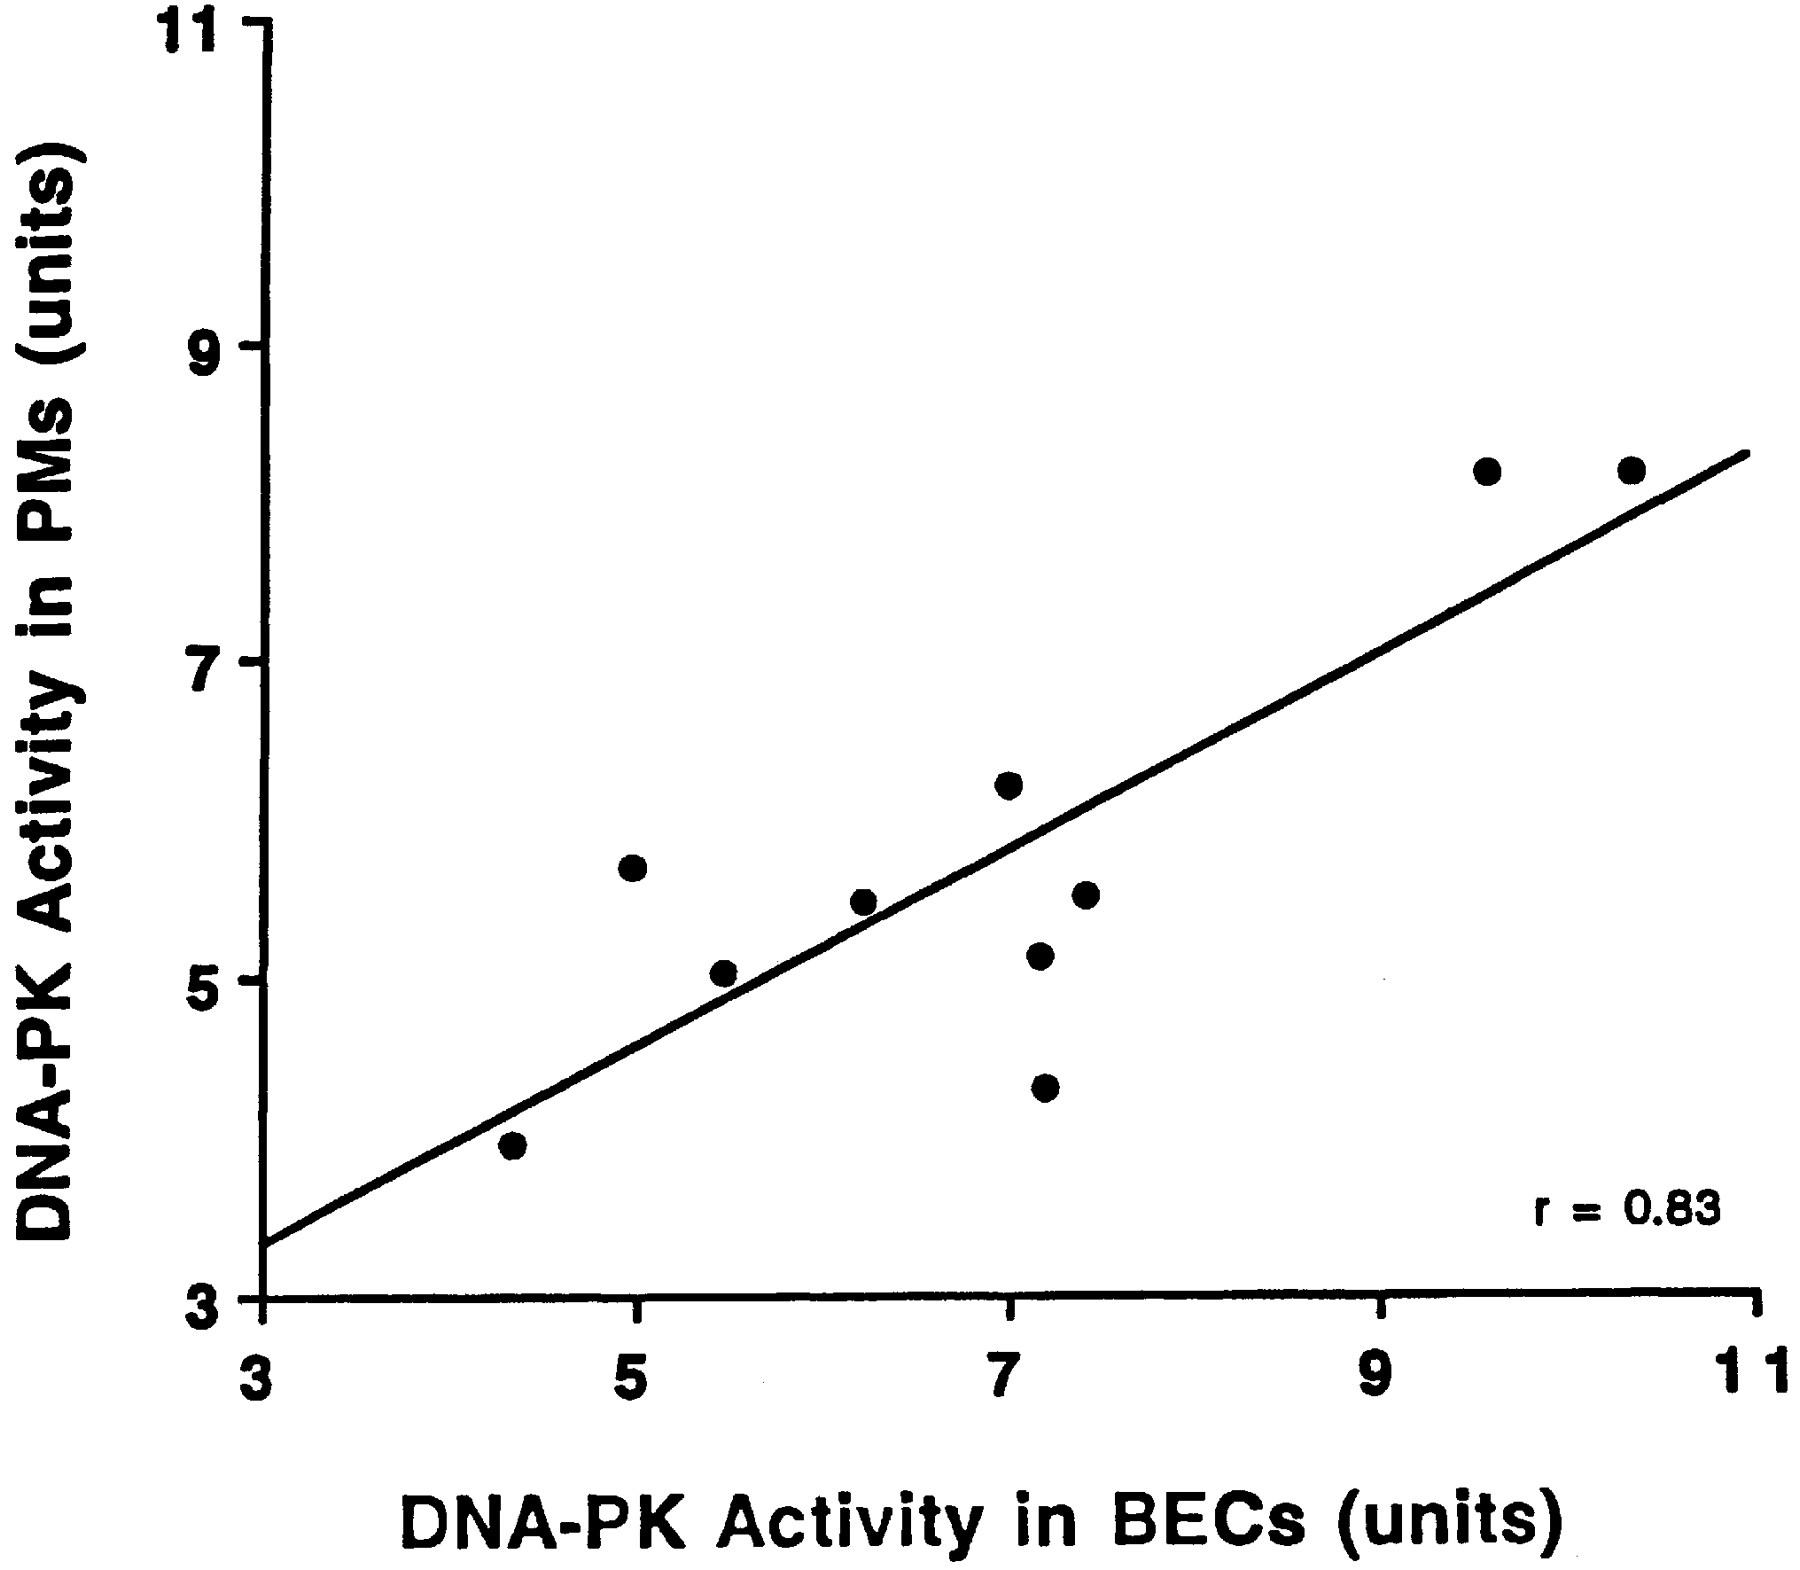 11
9
7
5
3
DNA-PK Activity in PMs (units)
r = 0.83
3 5 7 9 11
DNA-PK Activity in BECs (units)